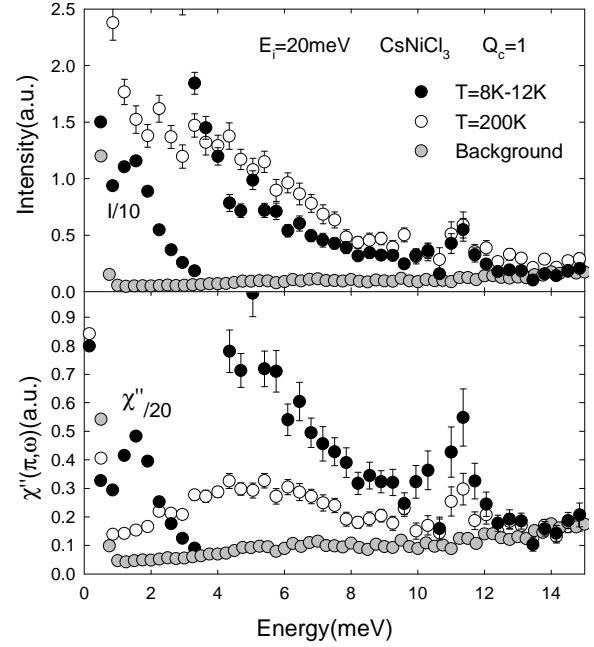 E_i=20meV CsNiCl_3 Q_c=1
T=8K-12K
T=200K
Background
I/10
Intensity(a.u.)
2.5
2.0
1.5
1.0
0.5
0.0
χ''/20
χ''(π,ω)(a.u.)
0.9
0.8
0.7
0.6
0.5
0.4
0.3
0.2
0.1
0.0
0 2 4 6 8 10 12 14
Energy(meV)